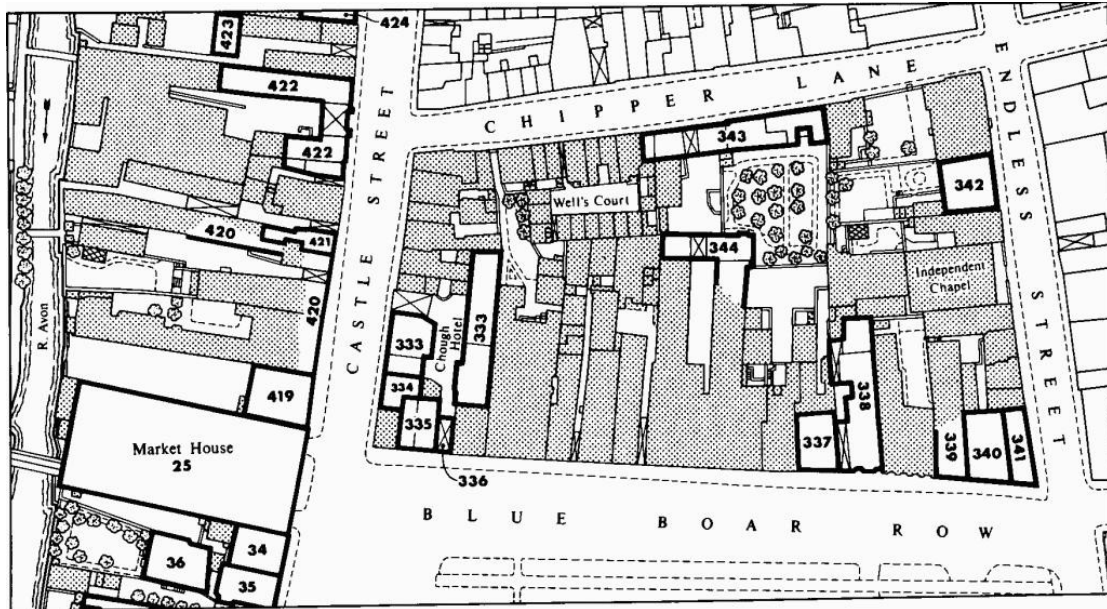 424
423
422
422
420
421
420
419
R. Avon
Market House
25
36
34
35
CASTLE STREET
CHIPPER LANE
ENDLESS STREET
BLUE BOAR ROW
343
Well's Court
344
342
Independent
Chapel
333
Chough
Hotel
333
334
335
336
337
338
339
340
341